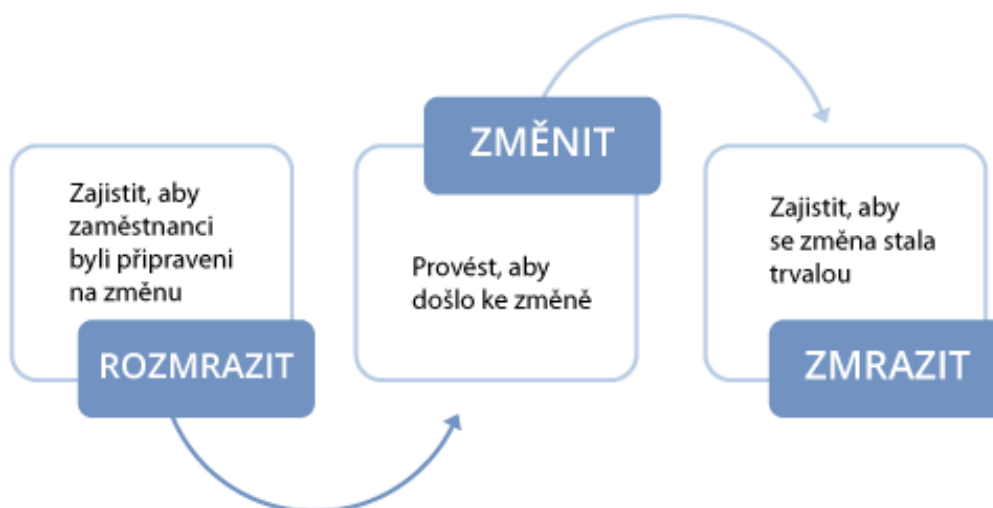 Zajistit, aby
zaměstnanci
byli připraveni
na změnu
ROZMRAZIT
ZMĚNIT
Provést, aby
došlo ke změně
Zajistit, aby
se změna stala
trvalou
ZMRAZIT